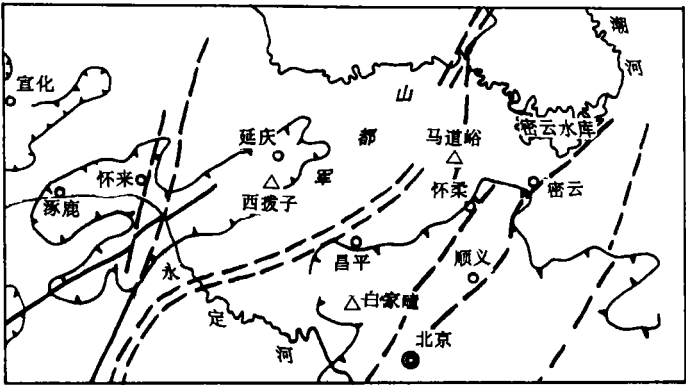 潮
河
宣化
山
都
军
密云水库
延庆
马道峪
怀来
西拨子
怀柔
密云
涿鹿
昌平
顺义
永
定
河
白家疃
北京